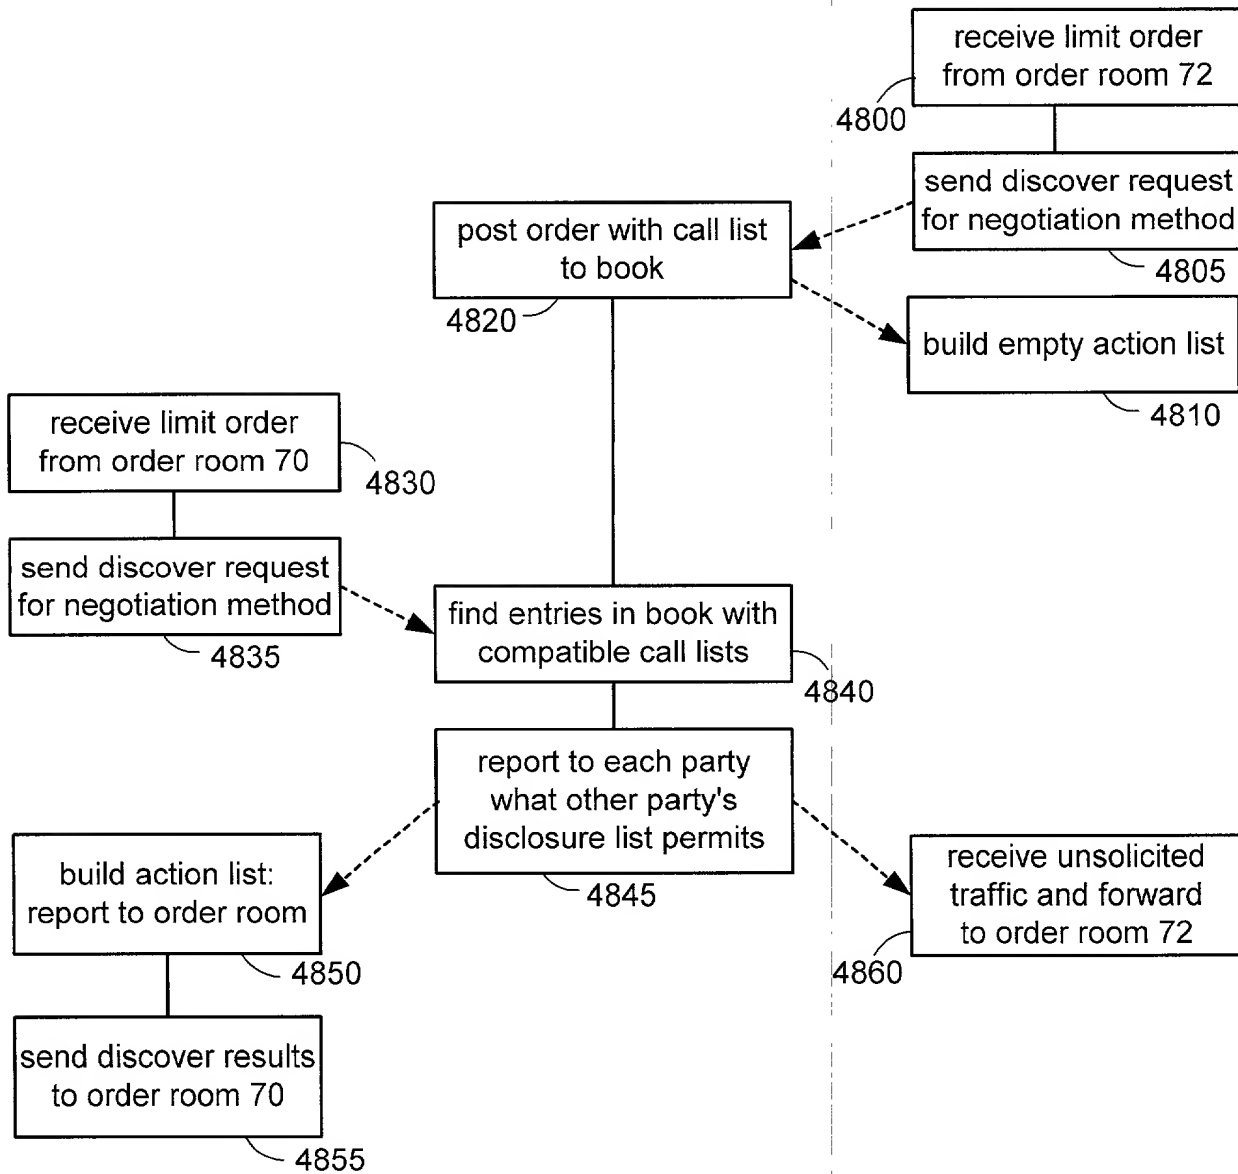 receive limit order
from order room 72
4800
send discover request
for negotiation method
4805
post order with call list
to book
4820
build empty action list
4810
receive limit order
from order room 70
4830
send discover request
for negotiation method
4835
find entries in book with
compatible call lists
4840
report to each party
what other party's
disclosure list permits
4845
build action list:
report to order room
4850
receive unsolicited
traffic and forward
to order room 72
4860
send discover results
to order room 70
4855